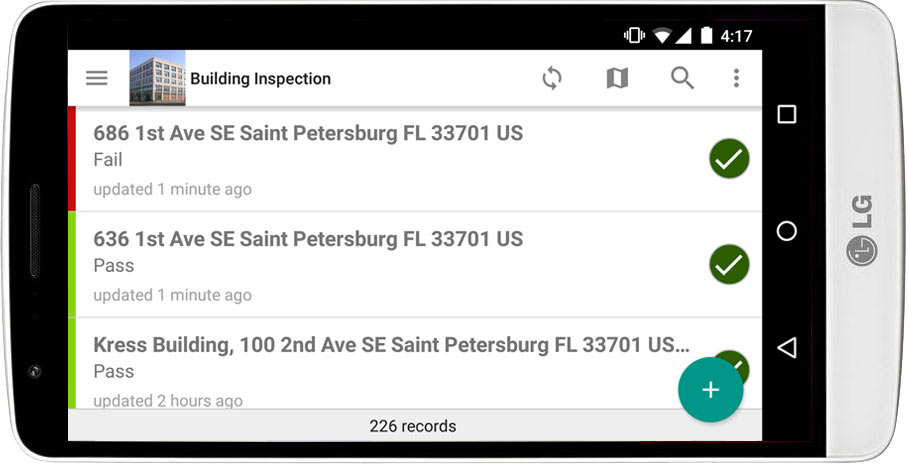 4:17
Building Inspection
686 1st Ave SE Saint Petersburg FL 33701 US
Fail
updated 1 minute ago
636 1st Ave SE Saint Petersburg FL 33701 US
Pass
updated 1 minute ago
Kress Building, 100 2nd Ave SE Saint Petersburg FL 33701 US...
Pass
updated 2 hours ago
226 records
LG